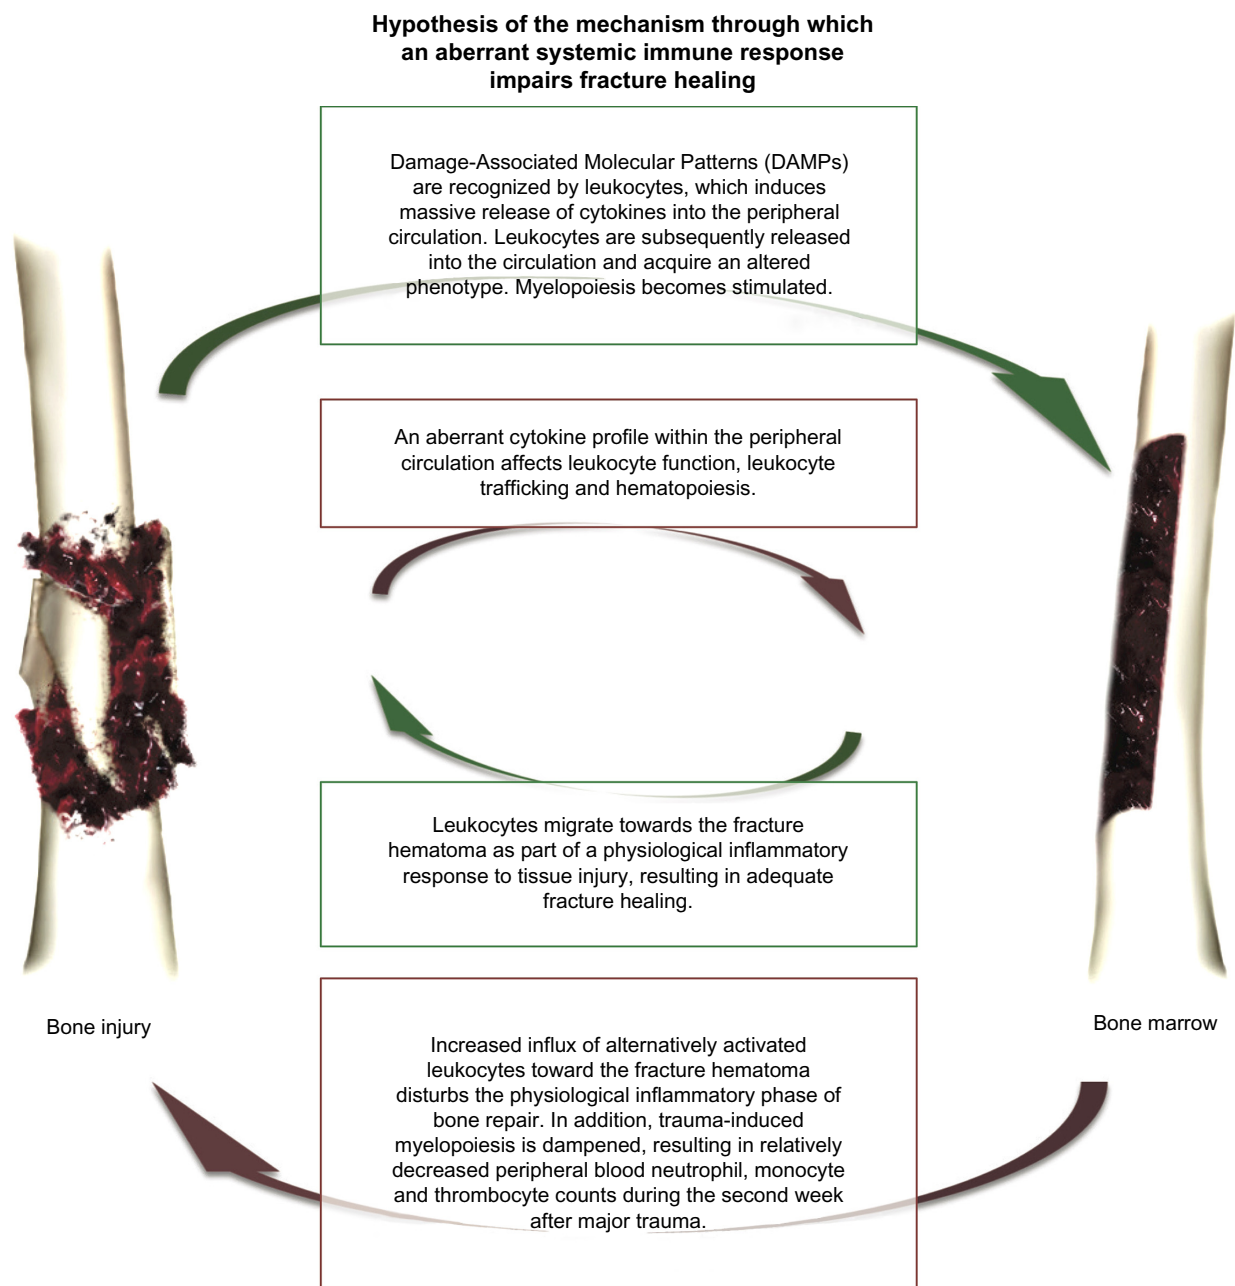 Hypothesis of the mechanism through which
an aberrant systemic immune response
impairs fracture healing
Damage-Associated Molecular Patterns (DAMPs)
are recognized by leukocytes, which induces
massive release of cytokines into the peripheral
circulation. Leukocytes are subsequently released
into the circulation and acquire an altered
phenotype. Myelopoiesis becomes stimulated.
An aberrant cytokine profile within the peripheral
circulation affects leukocyte function, leukocyte
trafficking and hematopoiesis.
Leukocytes migrate towards the fracture
hematoma as part of a physiological inflammatory
response to tissue injury, resulting in adequate
fracture healing.
Bone injury
Bone marrow
Increased influx of alternatively activated
leukocytes toward the fracture hematoma
disturbs the physiological inflammatory phase of
bone repair. In addition, trauma-induced
myelopoiesis is dampened, resulting in relatively
decreased peripheral blood neutrophil, monocyte
and thrombocyte counts during the second week
after major trauma.